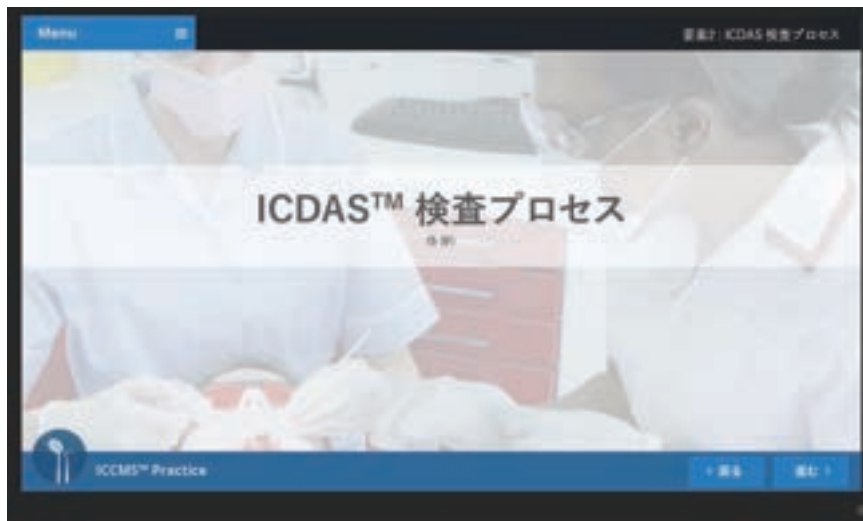 Menu
要素2: ICDAS 検査プロセス
ICDAS™ 検査プロセス
ICCMS™ Practice
戻る
進む